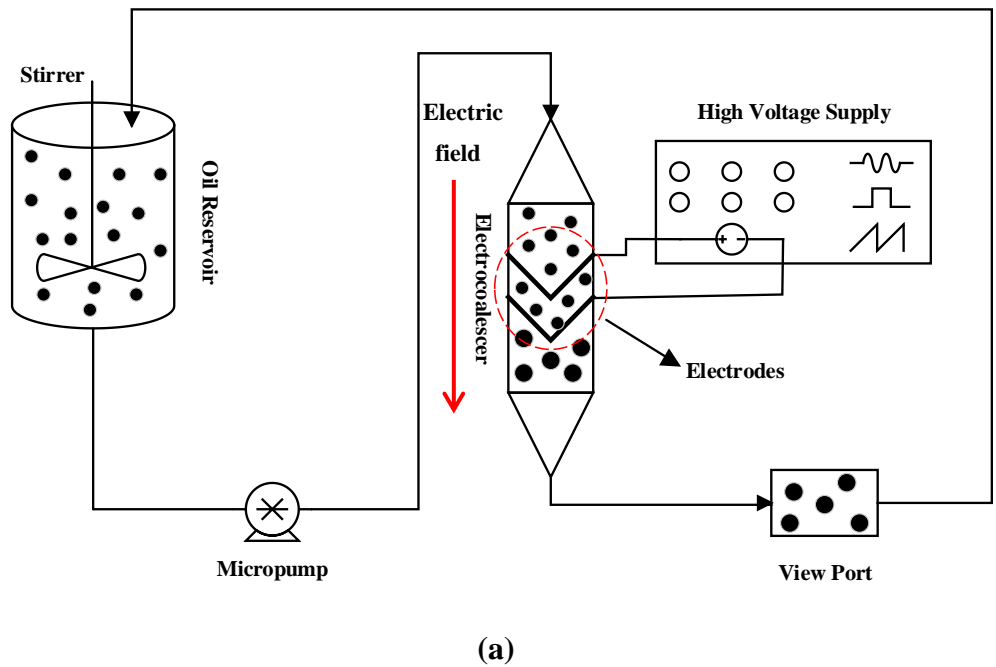 Stirrer
Oil Reservoir
Electric
field
Electrocoalescer
High Voltage Supply
+ -
Electrodes
Micropump
View Port
(a)